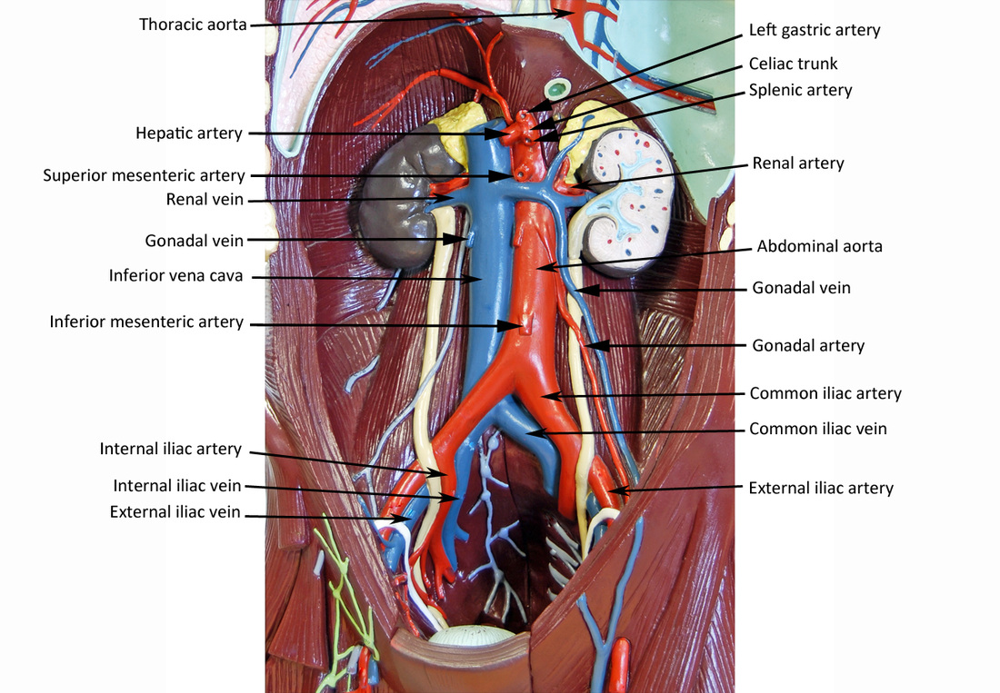 Thoracic aorta
Left gastric artery
Celiac trunk
Splenic artery
Hepatic artery
Superior mesenteric artery
Renal artery
Renal vein
Gonadal vein
Abdominal aorta
Inferior vena cava
Gonadal vein
Inferior mesenteric artery
Gonadal artery
Common iliac artery
Common iliac vein
Internal iliac artery
Internal iliac vein
External iliac artery
External iliac vein